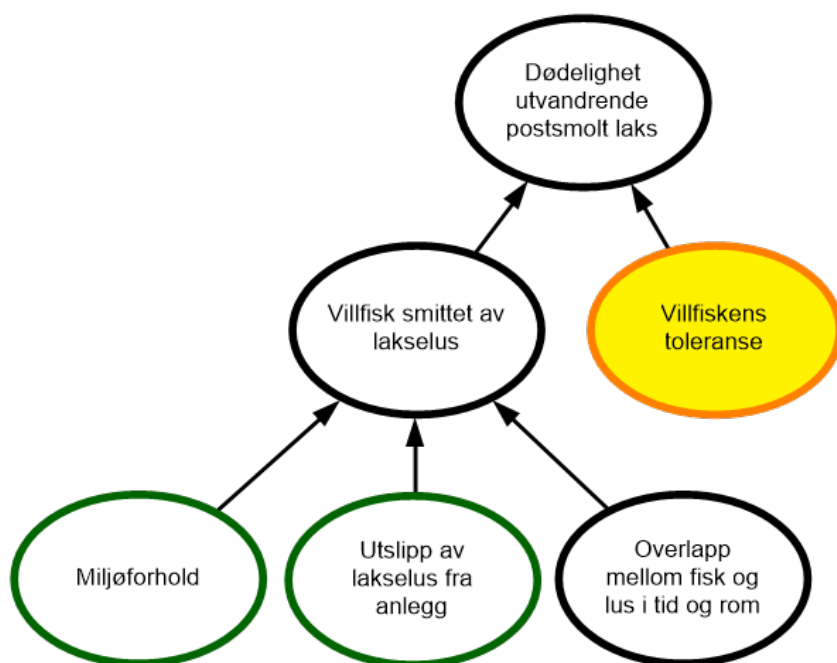 Dødelighet
utvandrende
postsmolt laks
Villfisk smittet av
lakselus
Villfiskens
toleranse
Miljøforhold
Utslipp av
lakselus fra
anlegg
Overlapp
mellom fisk og
lus i tid og rom